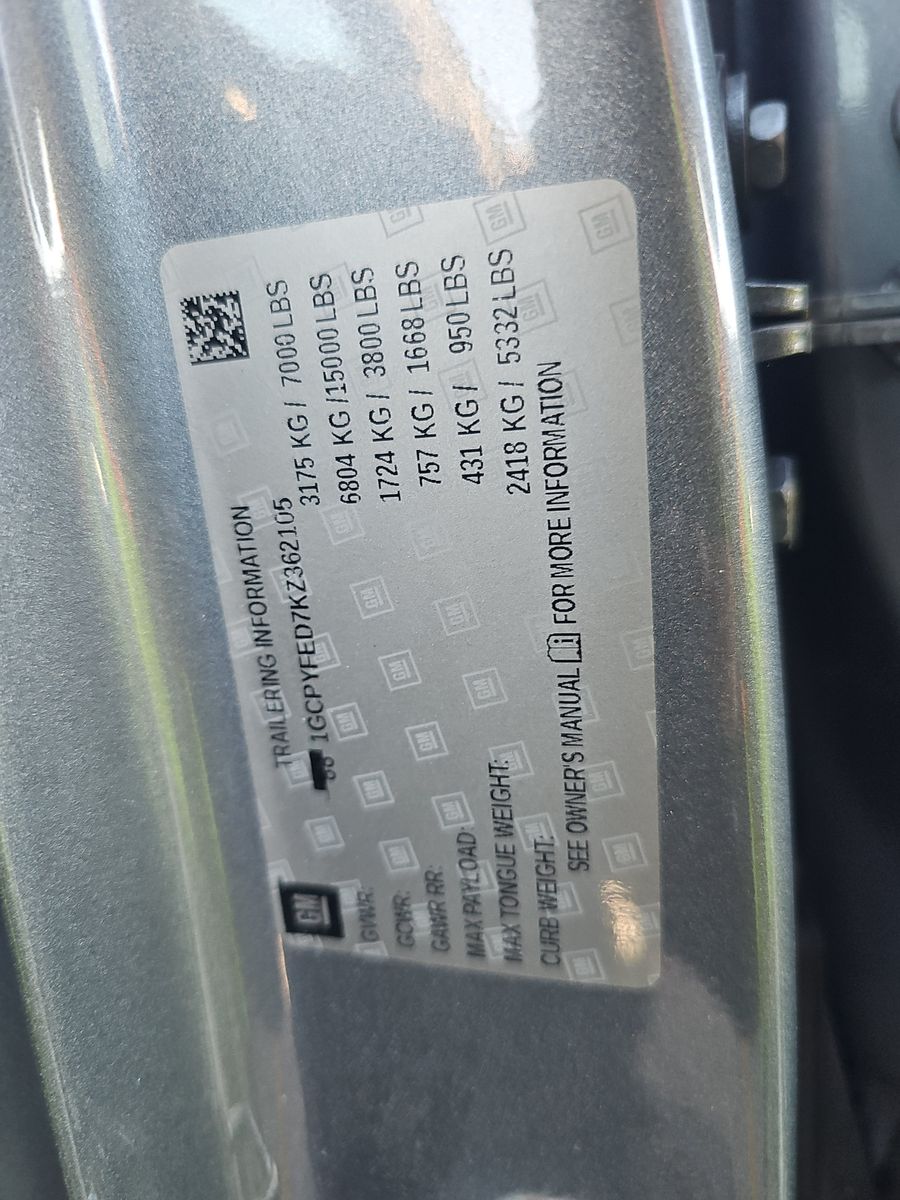 GM
TRAILERING INFORMATION
1GCPYFED7KZ362105
GVWR: 3175 KG / 7000 LBS
GCWR: 6804 KG / 15000 LBS
GAWR RR: 1724 KG / 3800 LBS
MAX PAYLOAD: 757 KG / 1668 LBS
MAX TONGUE WEIGHT: 431 KG / 950 LBS
CURB WEIGHT: 2418 KG / 5332 LBS
SEE OWNER'S MANUAL FOR MORE INFORMATION